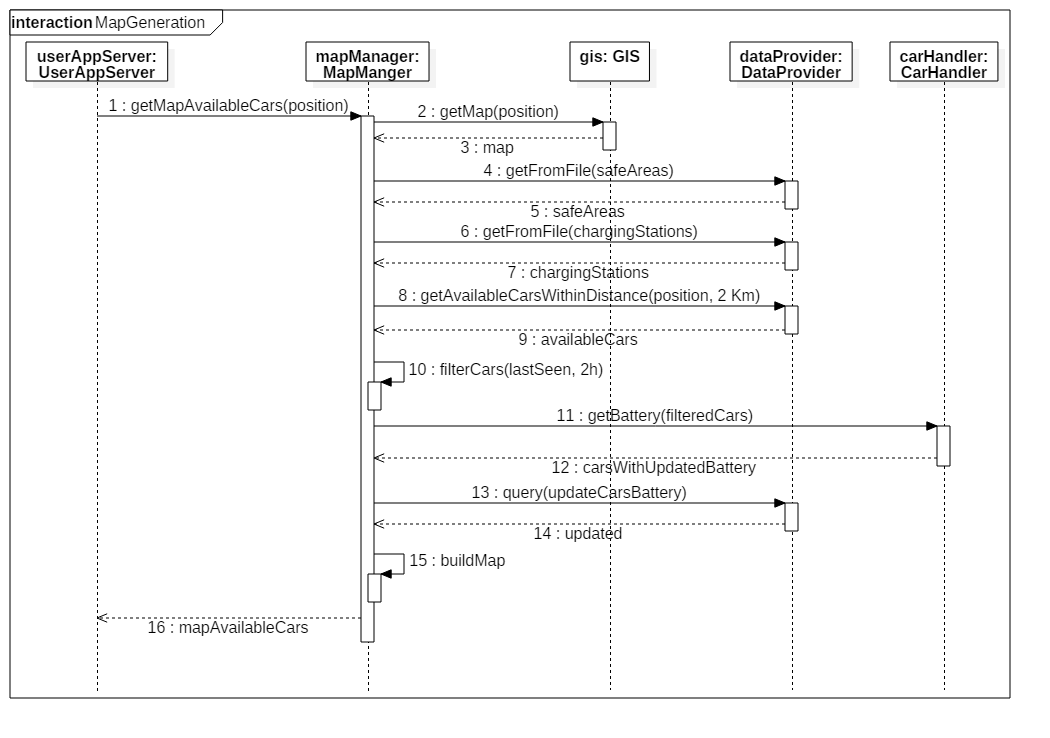 interaction MapGeneration
userAppServer:
UserAppServer
mapManager:
MapManger
gis: GIS
dataProvider:
DataProvider
carHandler:
CarHandler
1 : getMapAvailableCars(position)
2 : getMap(position)
3 : map
4 : getFromFile(safeAreas)
5 : safeAreas
6 : getFromFile(chargingStations)
7 : chargingStations
8 : getAvailableCarsWithinDistance(position, 2 Km)
9 : availableCars
10 : filterCars(lastSeen, 2h)
11 : getBattery(filteredCars)
12 : carsWithUpdatedBattery
13 : query(updateCarsBattery)
14 : updated
15 : buildMap
16 : mapAvailableCars